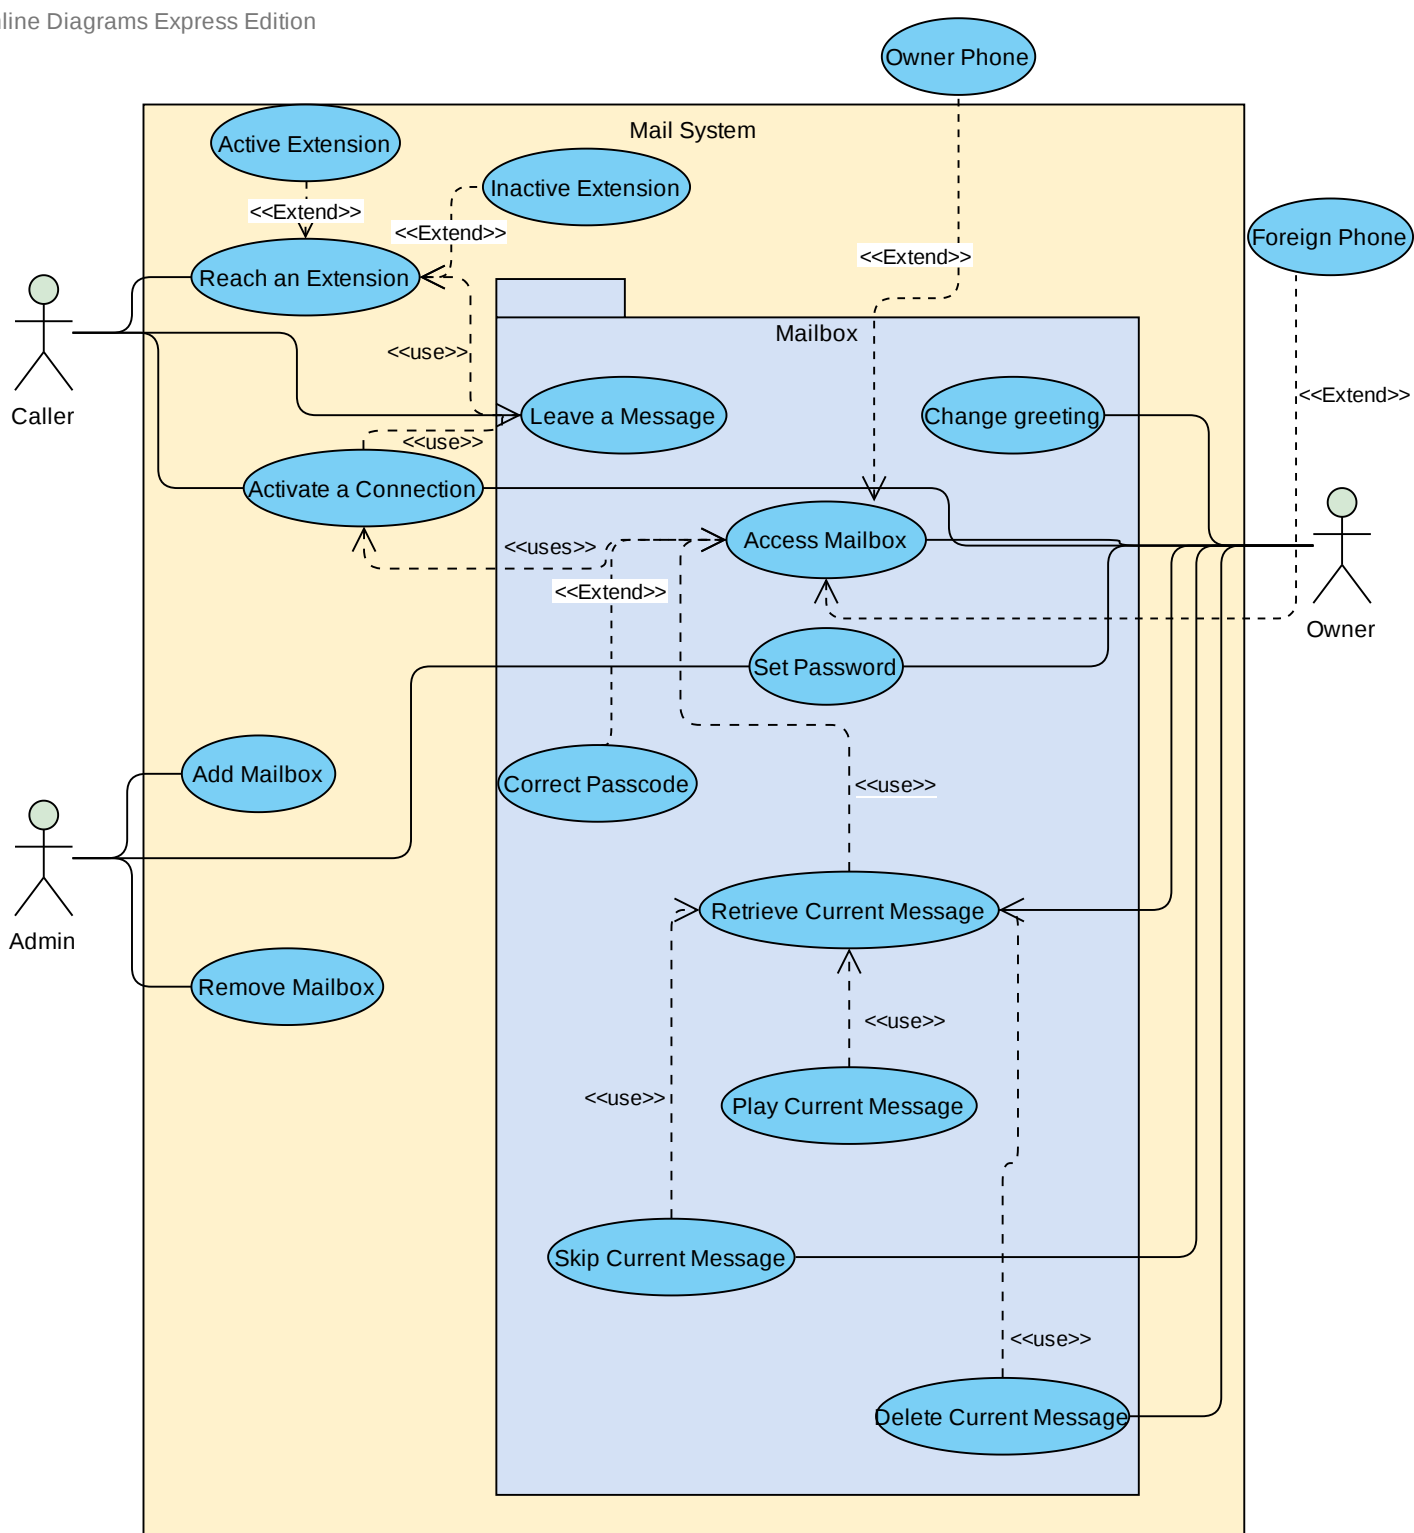 Diagrams Express Edition
Owner Phone
Mail System
Active Extension
Inactive Extension
<<Extend>>
<<Extend>>
Foreign Phone
<<Extend>>
Reach an Extension
Mailbox
<<use>>
<<Extend>>
Caller
Leave a Message
Change greeting
<<use>>
Activate a Connection
Access Mailbox
<<uses>>
<<Extend>>
Owner
Set Password
Add Mailbox
Correct Passcode
<<use>>
Retrieve Current Message
Admin
Remove Mailbox
<<use>>
<<use>>
Play Current Message
Skip Current Message
<<use>>
Delete Current Message